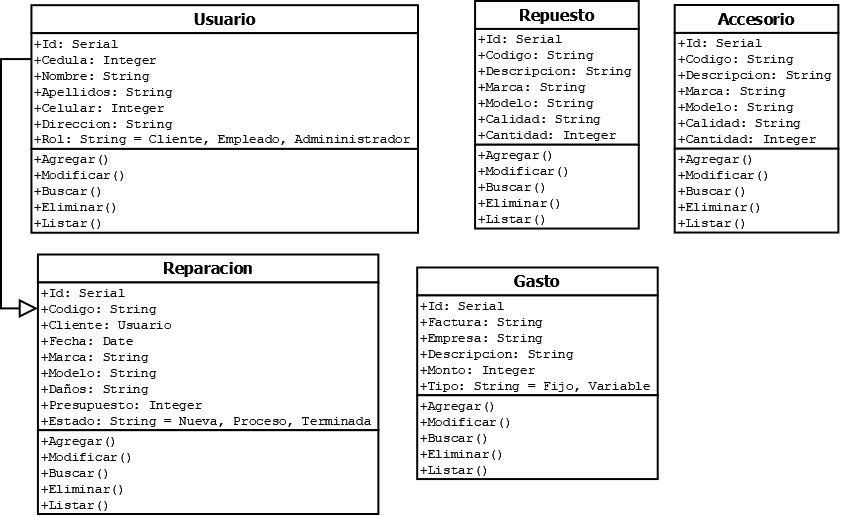 Usuario
+Id: Serial
+Cedula: Integer
+Nombre: String
+Apellidos: String
+Celular: Integer
+Direccion: String
+Rol: String = Cliente, Empleado, Admininistrador
+Agregar()
+Modificar()
+Buscar()
+Eliminar()
+Listar()
Repuesto
+Id: Serial
+Codigo: String
+Descripcion: String
+Marca: String
+Modelo: String
+Calidad: String
+Cantidad: Integer
+Agregar()
+Modificar()
+Buscar()
+Eliminar()
+Listar()
Accesorio
+Id: Serial
+Codigo: String
+Descripcion: String
+Marca: String
+Modelo: String
+Calidad: String
+Cantidad: Integer
+Agregar()
+Modificar()
+Buscar()
+Eliminar()
+Listar()
Reparacion
+Id: Serial
+Codigo: String
+Cliente: Usuario
+Fecha: Date
+Marca: String
+Modelo: String
+Daños: String
+Presupuesto: Integer
+Estado: String = Nueva, Proceso, Terminada
+Agregar()
+Modificar()
+Buscar()
+Eliminar()
+Listar()
Gasto
+Id: Serial
+Factura: String
+Empresa: String
+Descripcion: String
+Monto: Integer
+Tipo: String = Fijo, Variable
+Agregar()
+Modificar()
+Buscar()
+Eliminar()
+Listar()